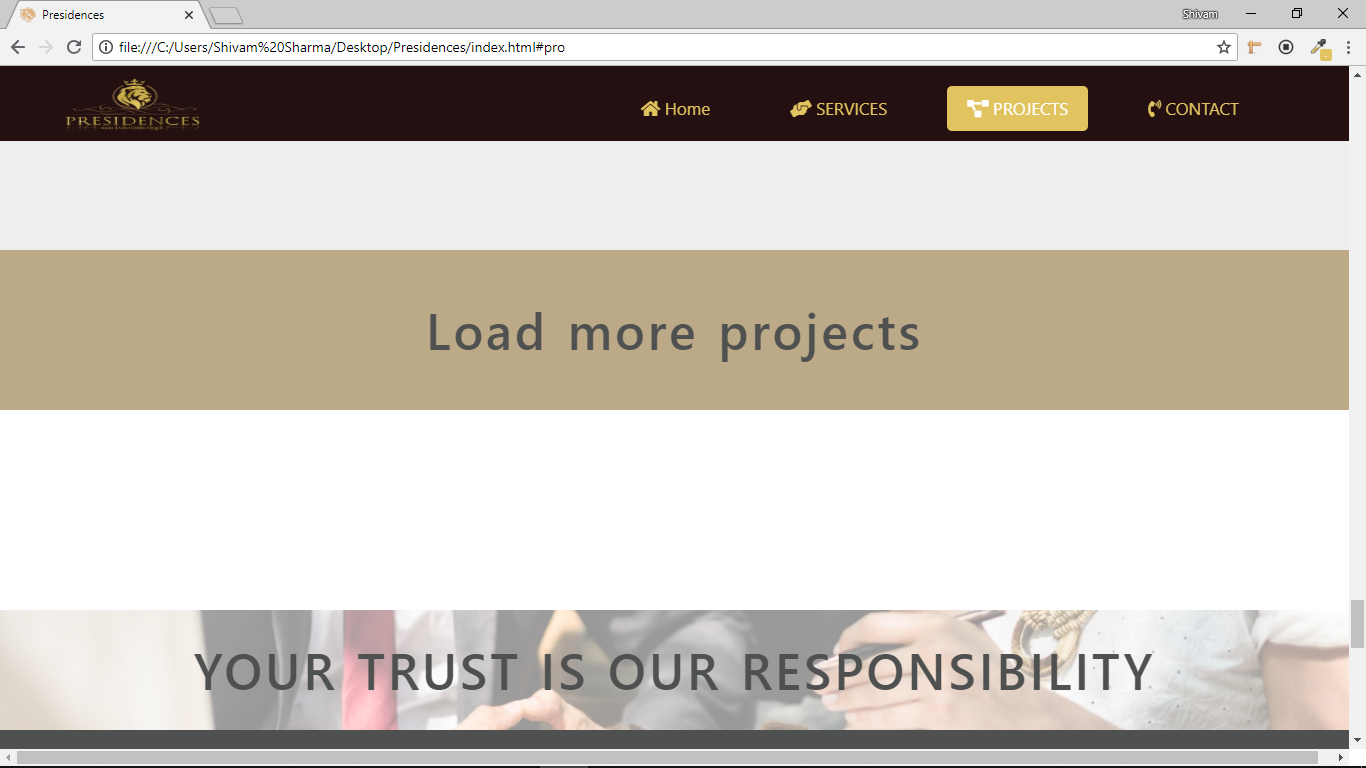 Presidences
Shivam
file:///C:/Users/Shivam%20Sharma/Desktop/Presidences/index.html#pro
PRESIDENCES
Home
SERVICES
PROJECTS
CONTACT
Load more projects
YOUR TRUST IS OUR RESPONSIBILITY